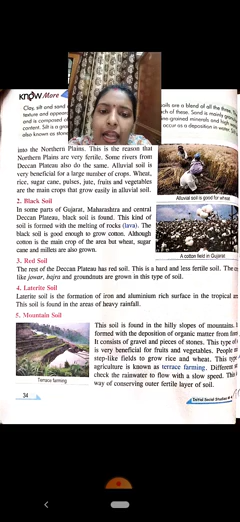 KNOW More
Clay, silt and sand
texture and appear
and is composed o
content. Silt is a gra
also known as stone
soils are a blend of all the three
ch of these. Sand is mainly
ne-grained minerals and high
occur as a deposition in water.
into the Northern Plains. This is the reason that
Northern Plains are very fertile. Some rivers from
Deccan Plateau also do the same. Alluvial soil is
very beneficial for a large number of crops. Wheat,
rice, sugar cane, pulses, jute, fruits and vegetables
are the main crops that grow easily in alluvial soil.
Alluvial soil is good for wheat
2. Black Soil
In some parts of Gujarat, Maharashtra and central
Deccan Plateau, black soil is found. This kind of
soil is formed with the melting of rocks (lava). The
black soil is good enough to grow cotton. Although
cotton is the main crop of the area but wheat, sugar
cane and millets are also grown.
A cotton field in Gujarat
3. Red Soil
The rest of the Deccan Plateau has red soil. This is a hard and less fertile soil. The
like jowar, bajra and groundnuts are grown in this type of soil.
4. Laterite Soil
Laterite soil is the formation of iron and aluminium rich surface in the tropical
This soil is found in the areas of heavy rainfall.
5. Mountain Soil
This soil is found in the hilly slopes of mountains.
formed with the deposition of organic matter from
It consists of gravel and pieces of stones. This type of
is very beneficial for fruits and vegetables. People
step-like fields to grow rice and wheat. This type
agriculture is known as terrace farming. Different
check the rainwater to flow with a slow speed. This
way of conserving outer fertile layer of soil.
Terrace farming
34
Social Studies